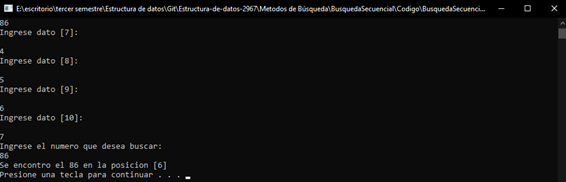 E:\escritorio\tercer semestre\Estructura de datos\Git\Estructura-de-datos-2967\Metodos de Búsqueda\BusquedaSecuencial\Codigo\BusquedaSecuenci...
86
Ingrese dato [7]:
4
Ingrese dato [8]:
5
Ingrese dato [9]:
6
Ingrese dato [10]:
7
Ingrese el numero que desea buscar:
86
Se encontro el 86 en la posicion [6]
Presione una tecla para continuar . . .